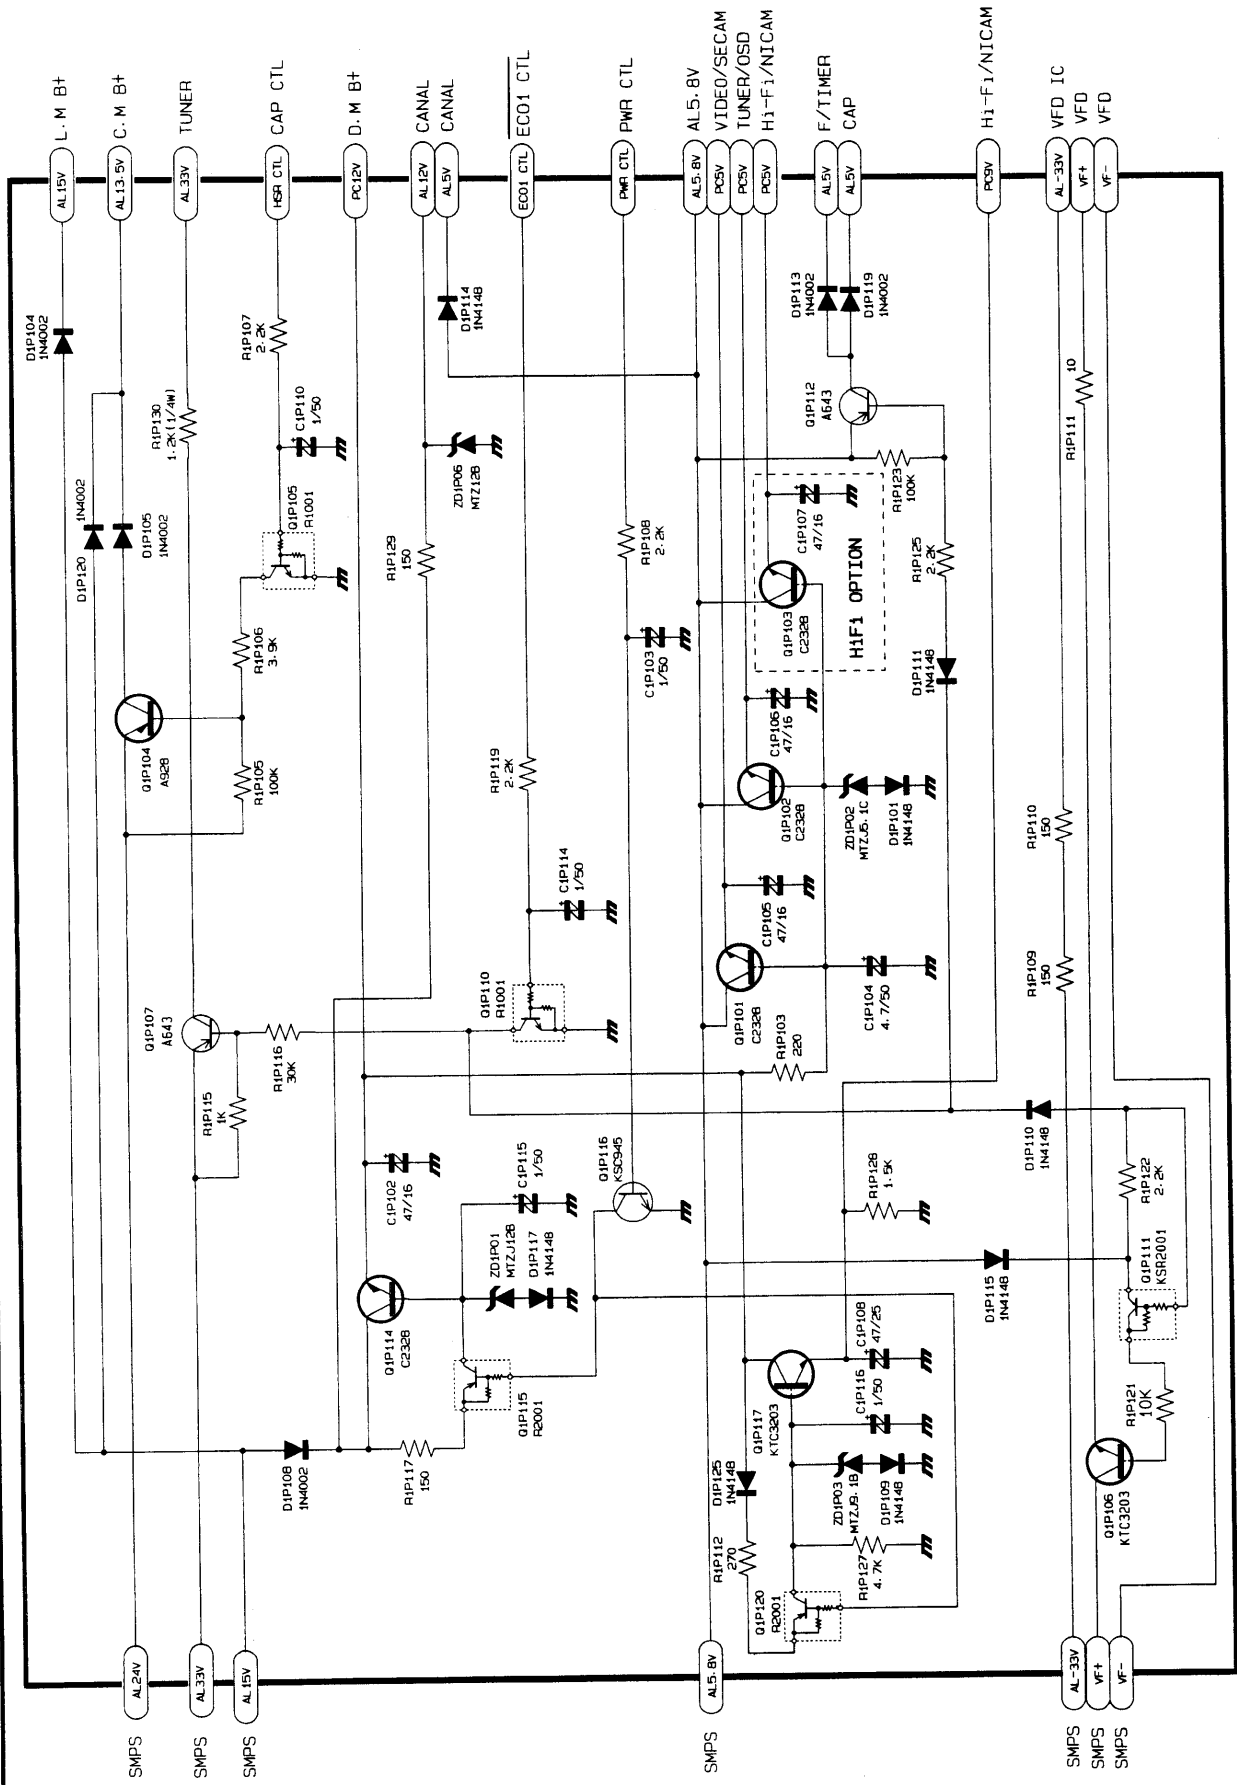 L.M B+
C.M B+
TUNER
CAP CTL
D.M B+
CANAL
CANAL
ECO1 CTL
PWR CTL
AL5.8V
VIDEO/SECAM
TUNER/OSD
Hi-Fi/NICAM
F/TIMER
CAP
Hi-Fi/NICAM
VFD IC
VFD
VFD
AL15V
AL13.5V
AL33V
HSR CTL
PC12V
AL12V
AL5V
ECO1 CTL
PWR CTL
AL5.8V
PC5V
PC5V
PC5V
AL5V
AL5V
PC9V
AL-33V
VF+
VF-
D1P104
1N4002
R1P107
2.2K
D1P114
1N4148
D1P113
1N4002
D1P119
1N4002
R1P130
1.2K(1/4W)
C1P110
1/50
Q1P112
A643
R1P111
10
D1P120
1N4002
D1P105
1N4002
Q1P105
R1001
ZD1P06
MTZ12B
R1P129
150
R1P108
2.2K
C1P107
47/16
R1P123
100K
R1P125
2.2K
HiFi OPTION
Q1P103
C2328
R1P106
3.9K
C1P103
1/50
D1P111
1N4148
Q1P104
A928
R1P105
100K
R1P119
2.2K
C1P106
47/16
Q1P102
C2328
ZD1P02
MTZJ5.1C
D1P101
1N4148
R1P110
150
C1P114
1/50
C1P105
47/16
Q1P107
A643
R1P116
30K
Q1P110
R1001
Q1P101
C2328
C1P104
4.7/50
R1P109
150
R1P103
220
R1P115
1K
C1P102
47/16
C1P115
1/50
Q1P116
KSC945
R1P128
1.5K
D1P110
1N4148
R1P122
2.2K
Q1P114
C2328
ZD1P01
MTZJ12B
D1P117
1N4148
D1P115
1N4148
Q1P111
KSR2001
Q1P115
R2001
Q1P117
KTC3203
C1P116
1/50
C1P108
47/25
D1P108
1N4002
R1P117
150
D1P125
1N4148
ZD1P03
MTZJ9.1B
D1P109
1N4148
R1P121
10K
Q1P106
KTC3203
R1P112
270
R1P127
4.7K
Q1P120
R2001
AL24V
AL33V
AL15V
AL5.8V
AL-33V
VF+
VF-
SMPS
SMPS
SMPS
SMPS
SMPS
SMPS
SMPS